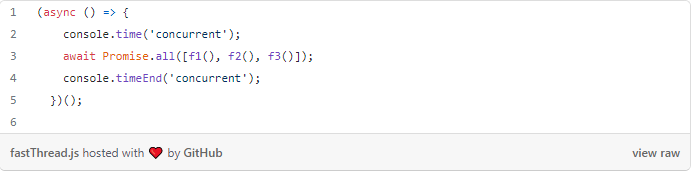 1 (async () => {
2 console.time('concurrent');
3 await Promise.all([f1(), f2(), f3()]);
4 console.timeEnd('concurrent');
5 })();
6
fastThread.js hosted with ❤ by GitHub view raw